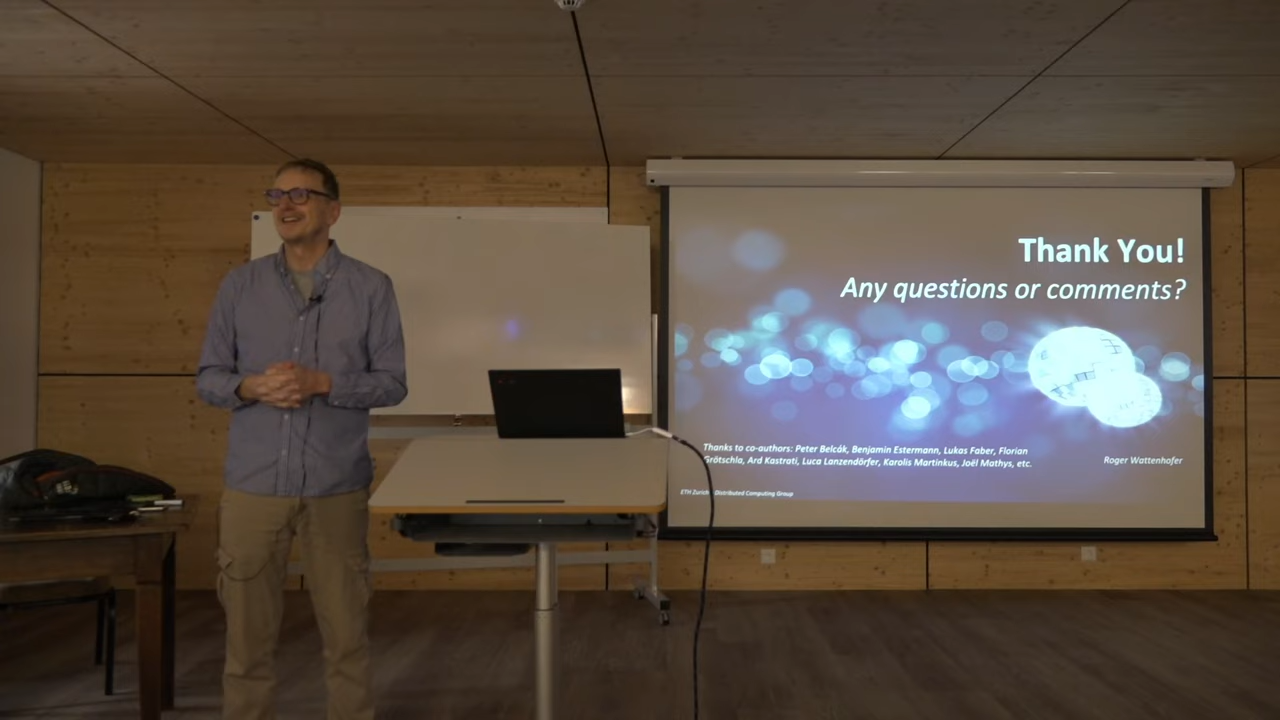 Thank You!
Any questions or comments?
Thanks to co-authors: Peter Belcák, Benjamin Estermann, Lukas Faber, Florian
Grötschla, Ard Kastrati, Luca Lanzendörfer, Karolis Martinkus, Joël Mathys, etc.
Roger Wattenhofer
ETH Zurich Distributed Computing Group